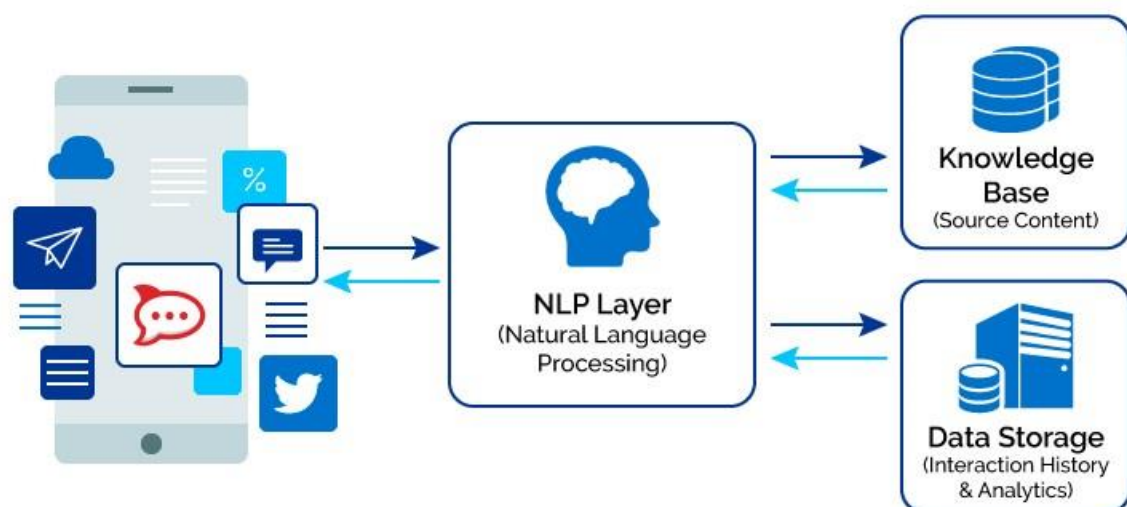 %
NLP Layer
(Natural Language
Processing)
Knowledge
Base
(Source Content)
Data Storage
(Interaction History
& Analytics)